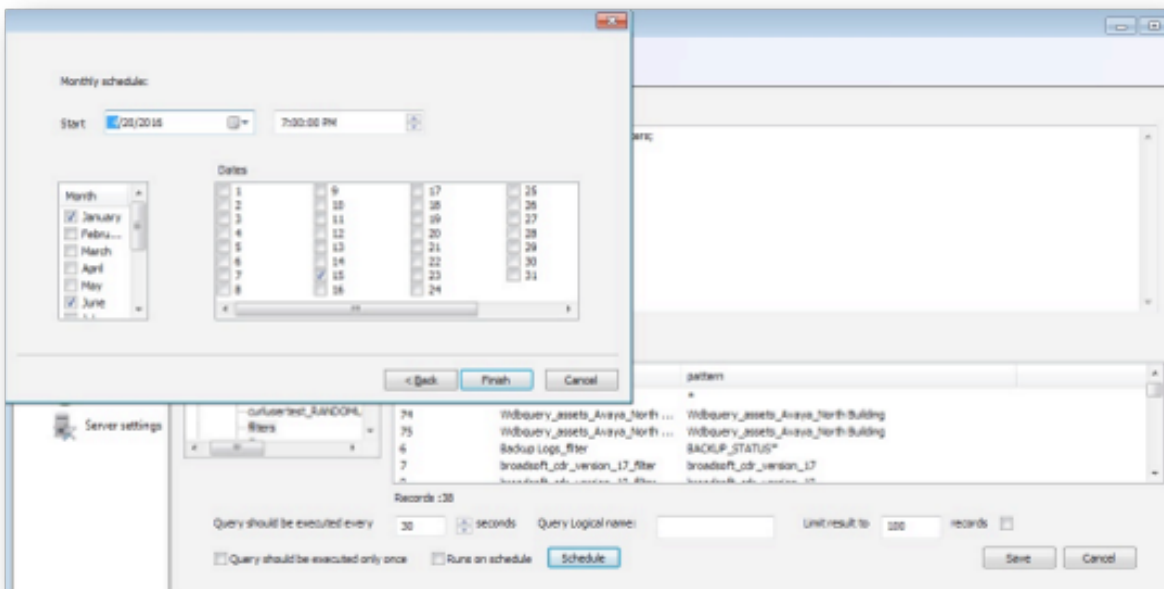 Monthly schedule:
Start /20/2016 7:00:00 PM
Dates
Month
January
Febru...
March
April
May
June
1 9 17 25
2 10 18 26
3 11 19 27
4 12 20 28
5 13 21 29
6 14 22 30
7 15 23 31
8 16 24
< Back Finish Cancel
Server settings
filters
pattern
*
74 Wdbquery_assets_Avaya_North ... Wdbquery_assets_Avaya_North Building
75 Wdbquery_assets_Avaya_North ... Wdbquery_assets_Avaya_North Building
6 Backup Logs_filter BACKUP_STATUS*
7 broadsoft_cdr_version_17_filter broadsoft_cdr_version_17
Records :38
Query should be executed every 30 seconds Query Logical name: Limit result to 100 records
Query should be executed only once Runs on schedule Schedule Save Cancel